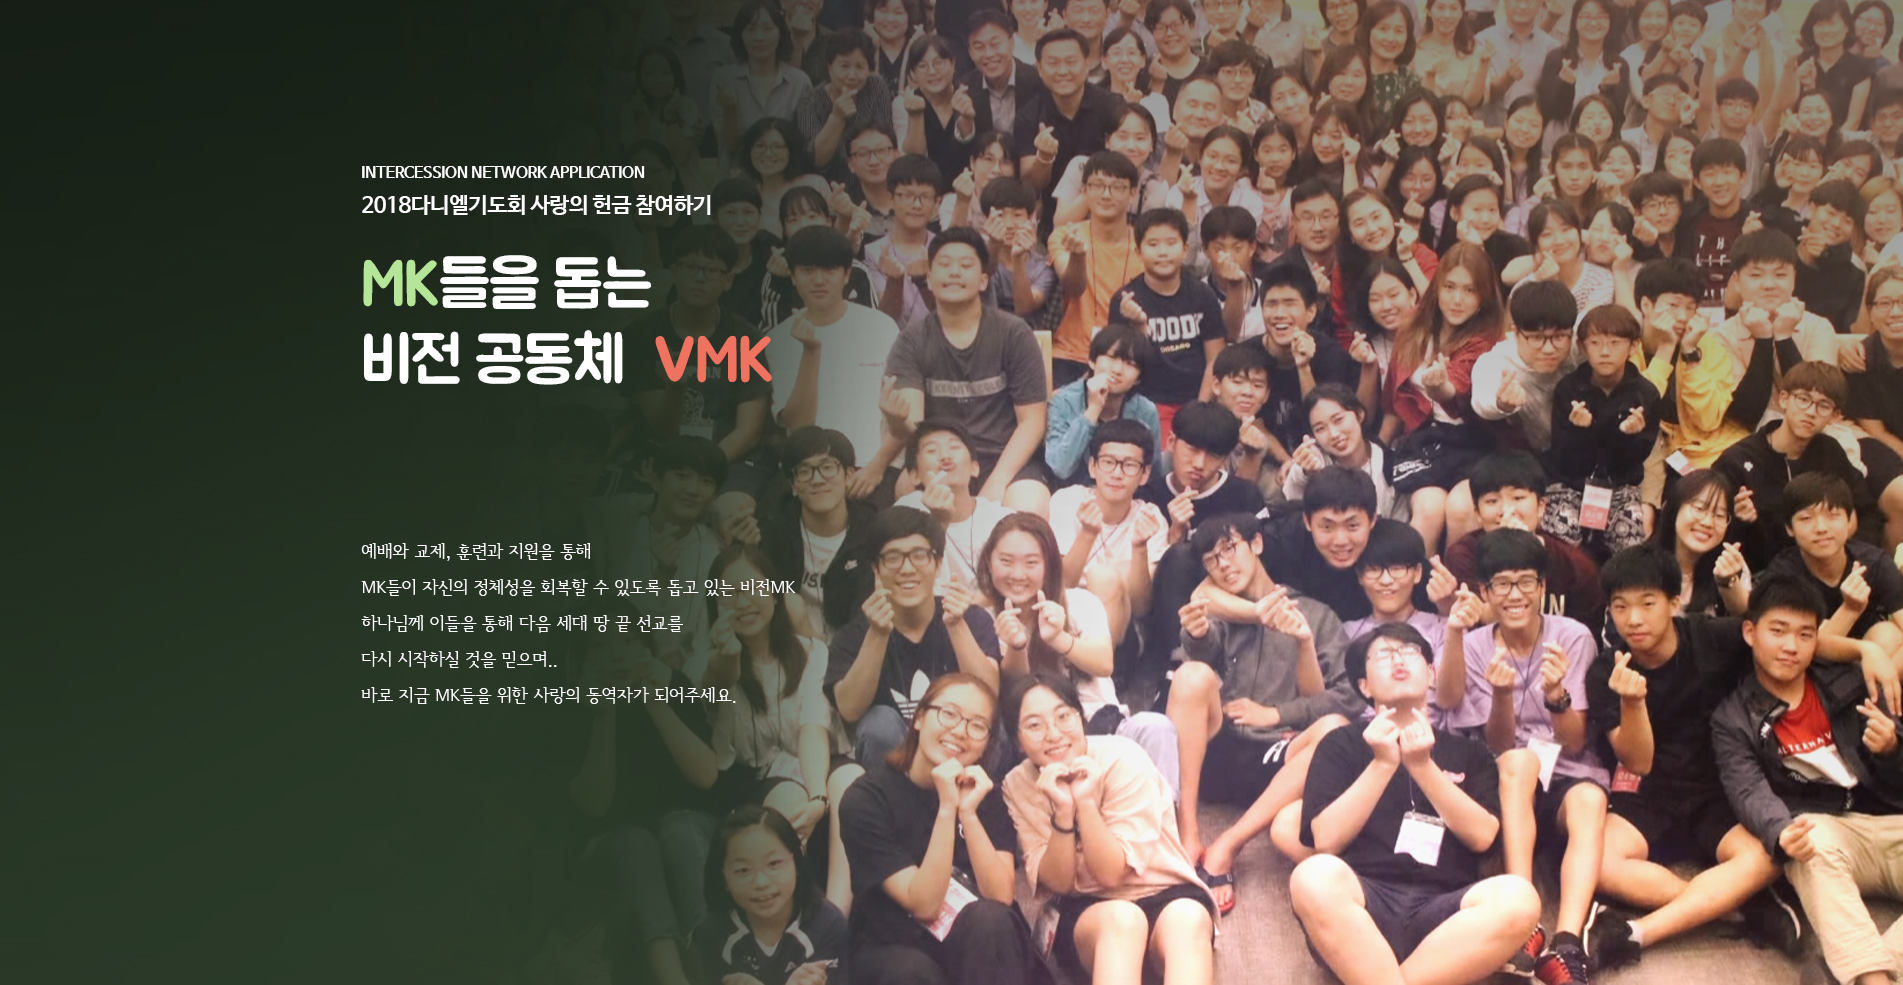 INTERCESSION NETWORK APPLICATION
2018다니엘기도회 사랑의 헌금 참여하기
MK들을 돕는
비전 공동체 VMK
예배와 교제, 훈련과 지원을 통해
MK들이 자신의 정체성을 회복할 수 있도록 돕고 있는 비전MK
하나님께 이들을 통해 다음 세대 땅 끝 선교를
다시 시작하실 것을 믿으며..
바로 지금 MK들을 위한 사랑의 동역자가 되어주세요.
MOODY